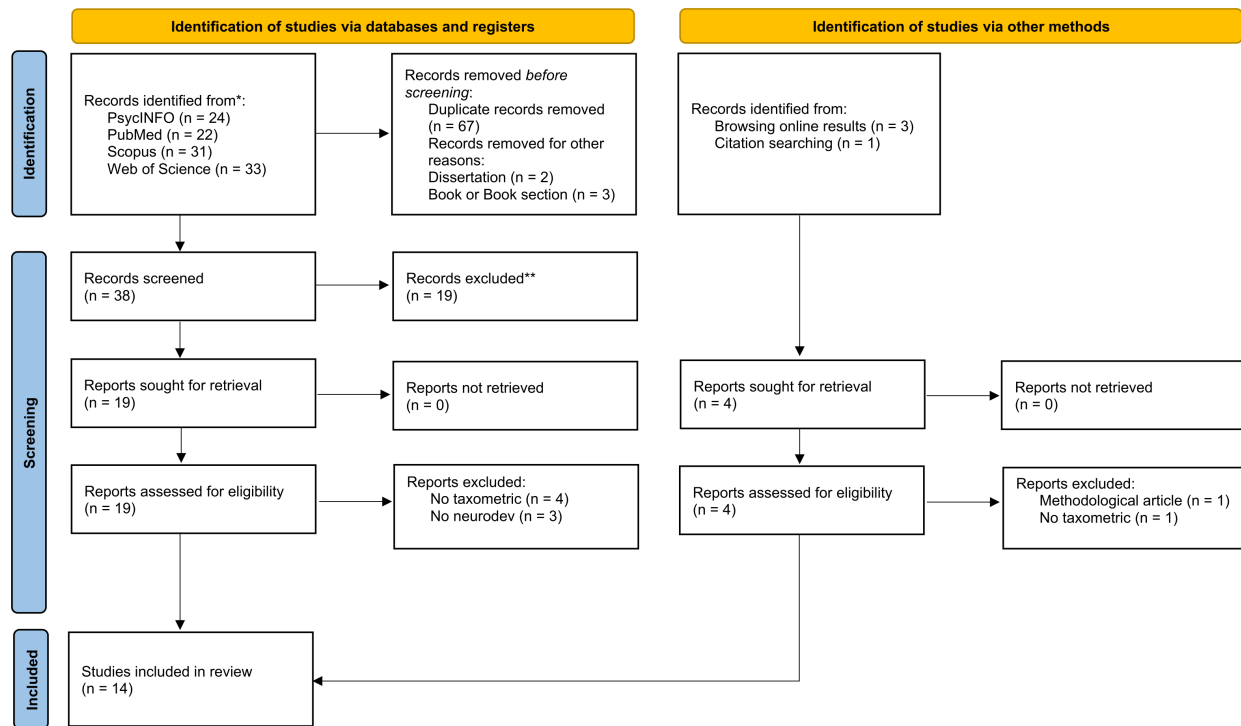 Identification of studies via databases and registers
Identification of studies via other methods
Identification
Records identified from*:
PsycINFO (n = 24)
PubMed (n = 22)
Scopus (n = 31)
Web of Science (n = 33)
Records removed before
screening:
Duplicate records removed
(n = 67)
Records removed for other
reasons:
Dissertation (n = 2)
Book or Book section (n = 3)
Records identified from:
Browsing online results (n = 3)
Citation searching (n = 1)
Screening
Records screened
(n = 38)
Records excluded**
(n = 19)
Reports sought for retrieval
(n = 19)
Reports not retrieved
(n = 0)
Reports sought for retrieval
(n = 4)
Reports not retrieved
(n = 0)
Reports assessed for eligibility
(n = 19)
Reports excluded:
No taxometric (n = 4)
No neurodev (n = 3)
Reports assessed for eligibility
(n = 4)
Reports excluded:
Methodological article (n = 1)
No taxometric (n = 1)
Included
Studies included in review
(n = 14)